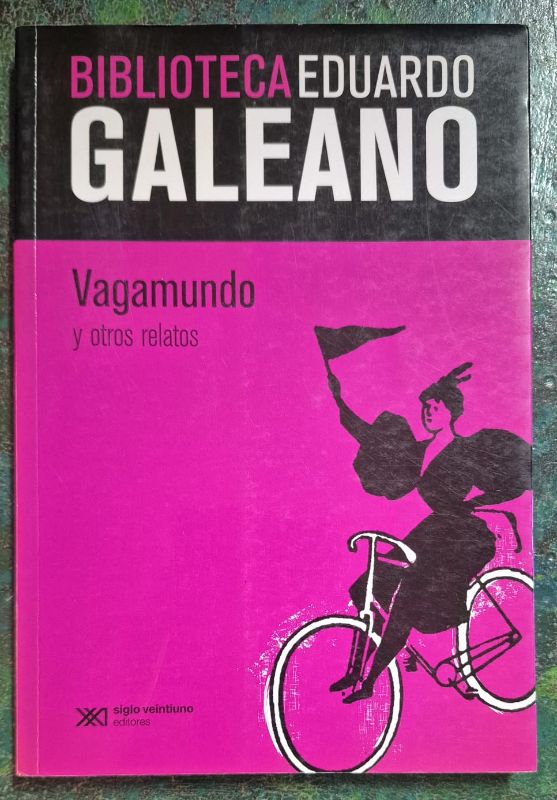 BIBLIOTECA EDUARDO
GALEANO
Vagamundo
y otros relatos
siglo veintiuno
editores